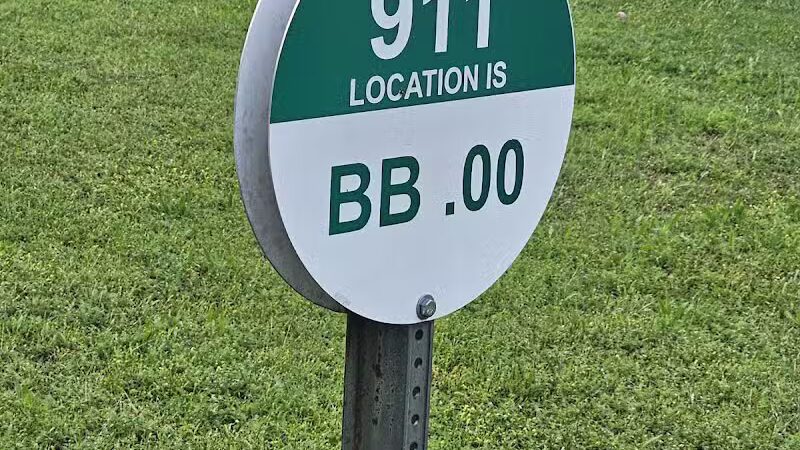 911
LOCATION IS
BB .00